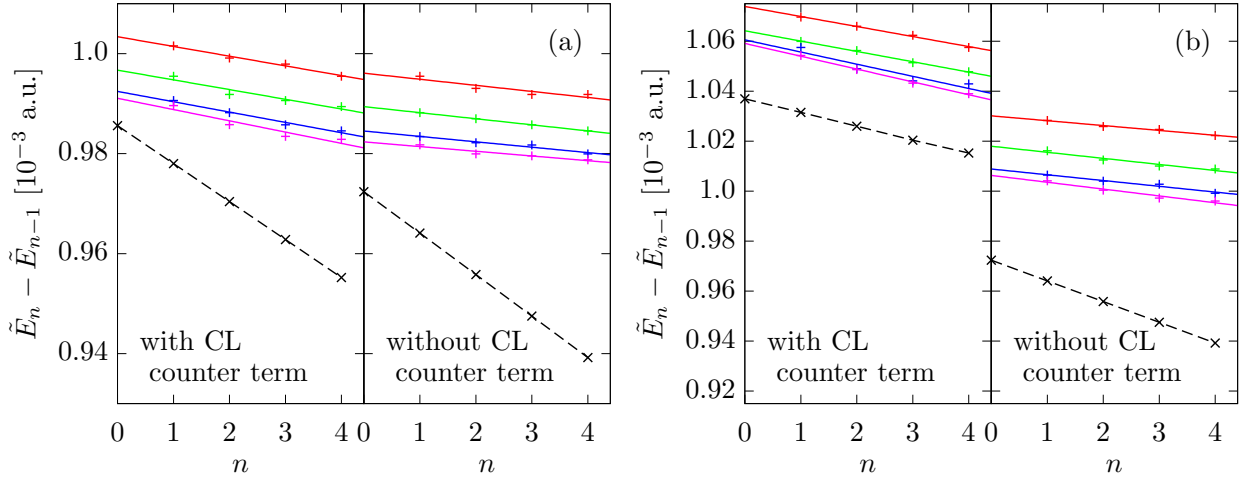 (a)
1.0
0.98
0.96
0.94
Ẽₙ − Ẽₙ₋₁ [10⁻³ a.u.]
with CL
counter term
without CL
counter term
0 1 2 3 4 0 1 2 3 4
n n
(b)
1.06
1.04
1.02
1.0
0.98
0.96
0.94
0.92
Ẽₙ − Ẽₙ₋₁ [10⁻³ a.u.]
with CL
counter term
without CL
counter term
0 1 2 3 4 0 1 2 3 4
n n